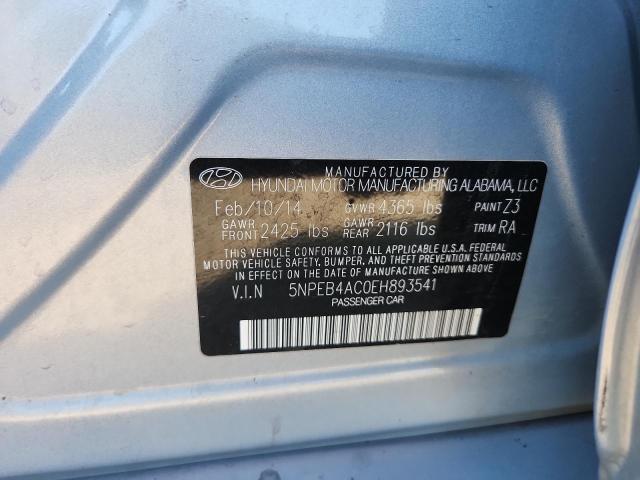 MANUFACTURED BY
HYUNDAI MOTOR MANUFACTURING ALABAMA, LLC
Feb/10/14 GVWR 4365 lbs PAINT Z3
GAWR FRONT 2425 lbs GAWR REAR 2116 lbs TRIM RA
THIS VEHICLE CONFORMS TO ALL APPLICABLE U.S.A. FEDERAL
MOTOR VEHICLE SAFETY, BUMPER, AND THEFT PREVENTION STANDARDS
IN EFFECT ON THE DATE OF MANUFACTURE SHOWN ABOVE
V.I.N 5NPEB4AC0EH893541
PASSENGER CAR